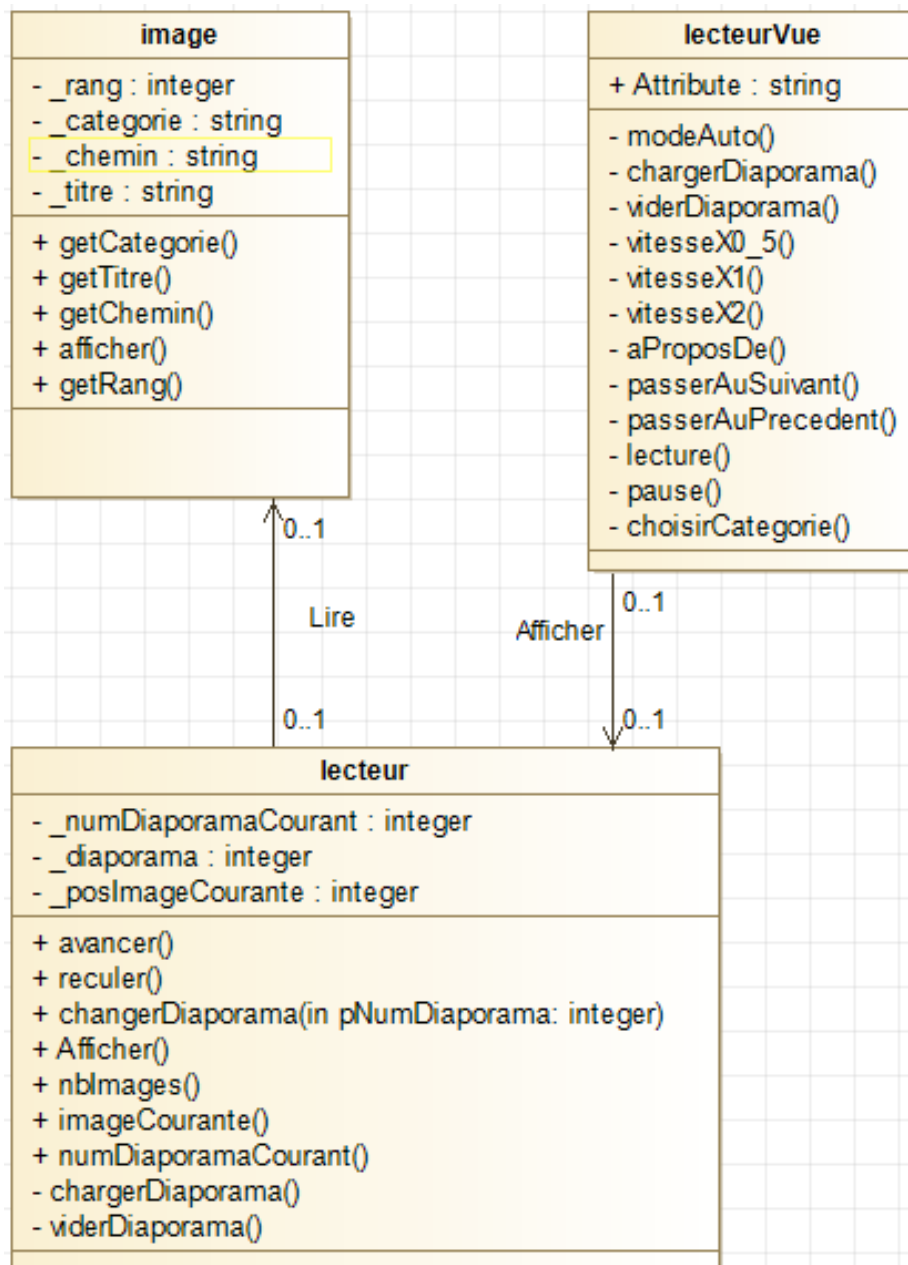 image
- _rang : integer
- _categorie : string
- _chemin : string
- _titre : string
+ getCategorie()
+ getTitre()
+ getChemin()
+ afficher()
+ getRang()
lecteurVue
+ Attribute : string
- modeAuto()
- chargerDiaporama()
- viderDiaporama()
- vitesseX0_5()
- vitesseX1()
- vitesseX2()
- aProposDe()
- passerAuSuivant()
- passerAuPrecedent()
- lecture()
- pause()
- choisirCategorie()
0..1
Lire
0..1
0..1
Afficher
0..1
lecteur
- _numDiaporamaCourant : integer
- _diaporama : integer
- _posImageCourante : integer
+ avancer()
+ reculer()
+ changerDiaporama(in pNumDiaporama: integer)
+ Afficher()
+ nbImages()
+ imageCourante()
+ numDiaporamaCourant()
- chargerDiaporama()
- viderDiaporama()